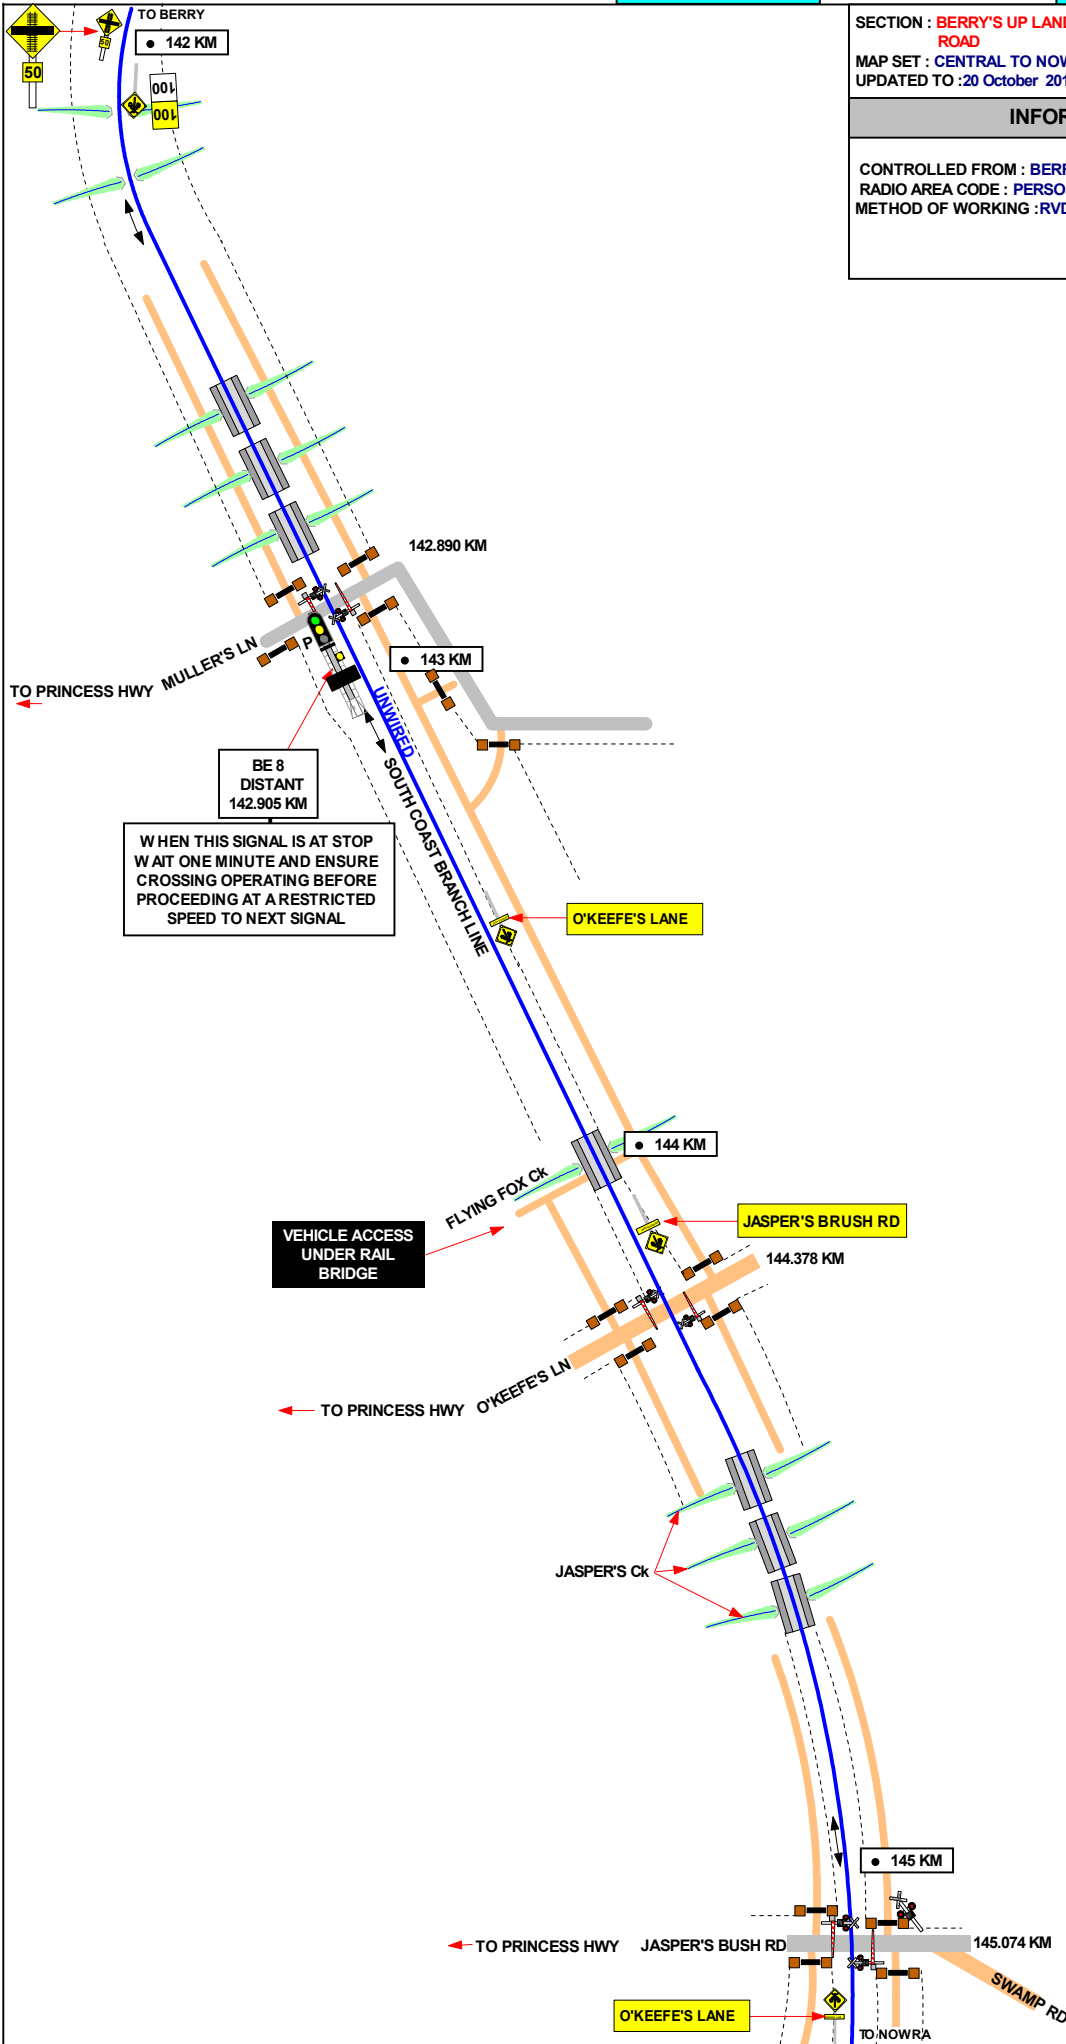 TO BERRY
142 KM
50
50
100
100
SECTION : BERRY'S UP LAND
ROAD
MAP SET : CENTRAL TO NOW
UPDATED TO :20 October 201
INFOR
CONTROLLED FROM : BERR
RADIO AREA CODE : PERSO
METHOD OF WORKING :RVD
142.890 KM
MULLER'S LN
P
143 KM
TO PRINCESS HWY
UNWIRED
BE 8
DISTANT
142.905 KM
SOUTH COAST BRANCH LINE
WHEN THIS SIGNAL IS AT STOP
WAIT ONE MINUTE AND ENSURE
CROSSING OPERATING BEFORE
PROCEEDING AT A RESTRICTED
SPEED TO NEXT SIGNAL
O'KEEFE'S LANE
144 KM
FLYING FOX Ck
VEHICLE ACCESS
UNDER RAIL
BRIDGE
JASPER'S BRUSH RD
144.378 KM
O'KEEFE'S LN
TO PRINCESS HWY
JASPER'S Ck
145 KM
TO PRINCESS HWY
JASPER'S BUSH RD
145.074 KM
SWAMP RD
O'KEEFE'S LANE
TO NOWRA